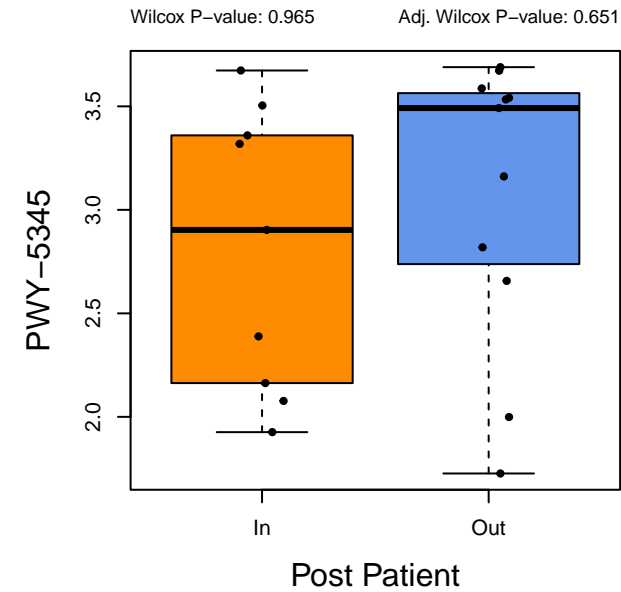 Wilcox P−value: 0.965 Adj. Wilcox P−value: 0.651
PWY−5345
3.5
3.0
2.5
2.0
In Out
Post Patient